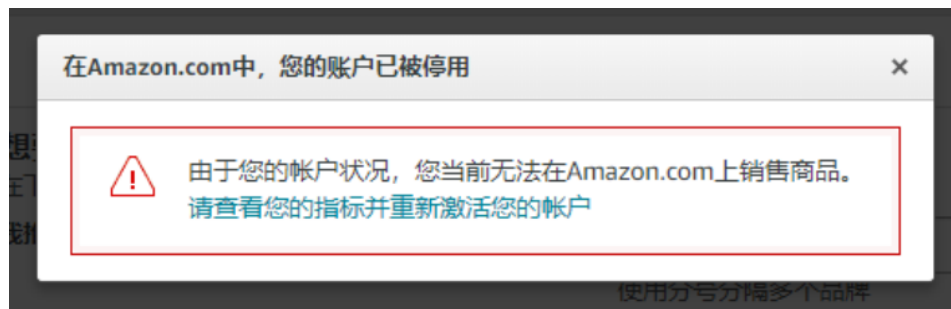 在Amazon.com中，您的账户已被停用
由于您的帐户状况，您当前无法在Amazon.com上销售商品。
请查看您的指标并重新激活您的帐户
使用分号分隔多个品牌